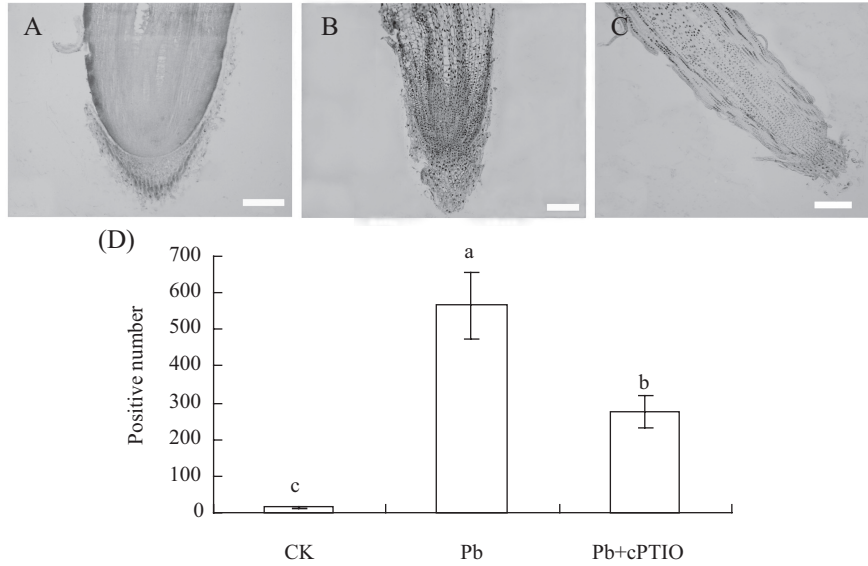 A
B
C
(D)
700
600
500
400
300
200
100
0
Positive number
a
b
c
CK
Pb
Pb+cPTIO